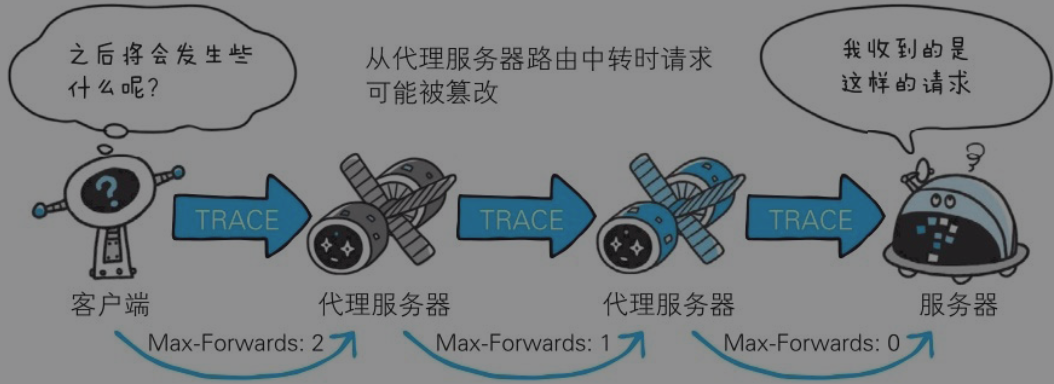 之后将会发生些
什么呢?
从代理服务器路由中转时请求
可能被篡改
我收到的是
这样的请求
?
TRACE
TRACE
TRACE
客户端
代理服务器
代理服务器
服务器
Max-Forwards: 2
Max-Forwards: 1
Max-Forwards: 0